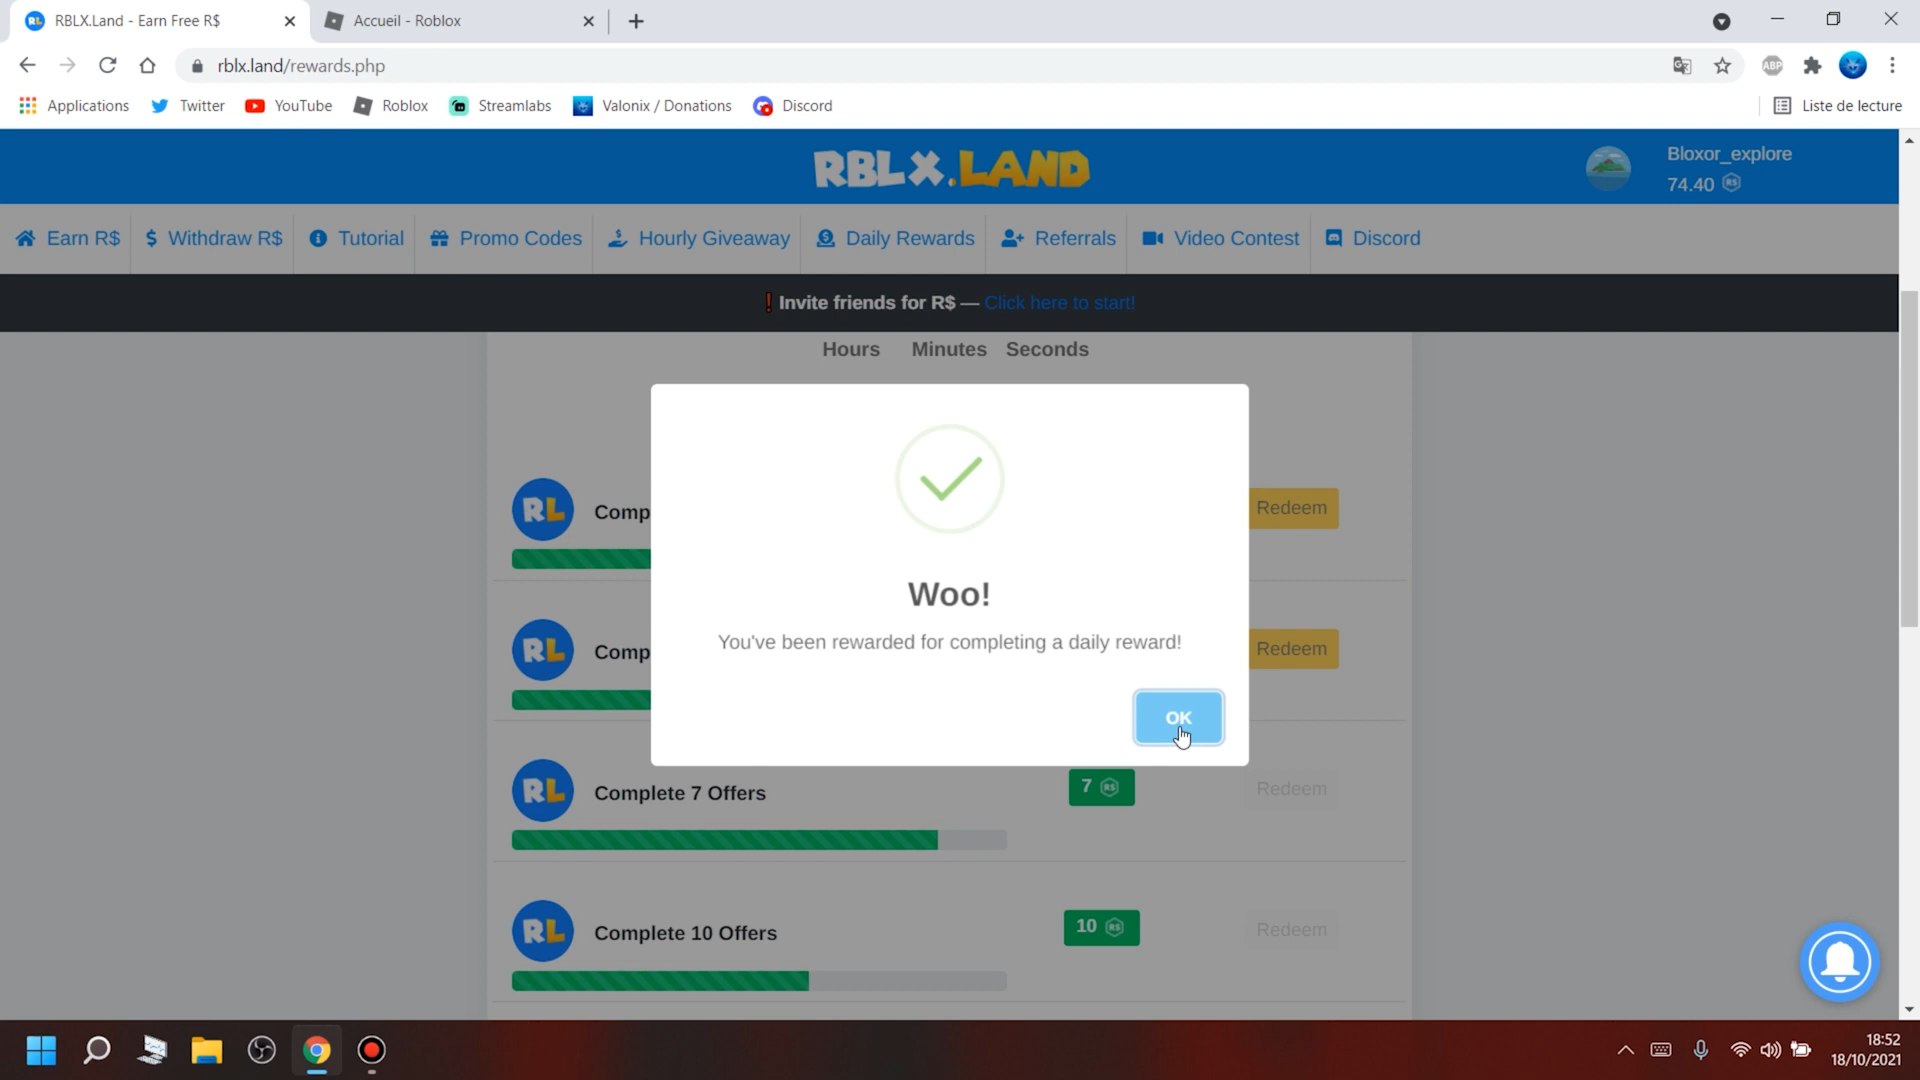 RBLX.Land - Earn Free R$
Accueil - Roblox
rblx.land/rewards.php
ABP
Applications
Twitter
YouTube
Roblox
Streamlabs
Valonix / Donations
Discord
Liste de lecture
RBLX.LAND
Bloxor_explore
74.40
Earn R$
Withdraw R$
Tutorial
Promo Codes
Hourly Giveaway
Daily Rewards
Referrals
Video Contest
Discord
Invite friends for R$ — Click here to start!
Hours Minutes Seconds
RL Comp
Redeem
RL Comp
Redeem
Woo!
You've been rewarded for completing a daily reward!
OK
RL Complete 7 Offers
7
Redeem
RL Complete 10 Offers
10
Redeem
18:52
18/10/2021